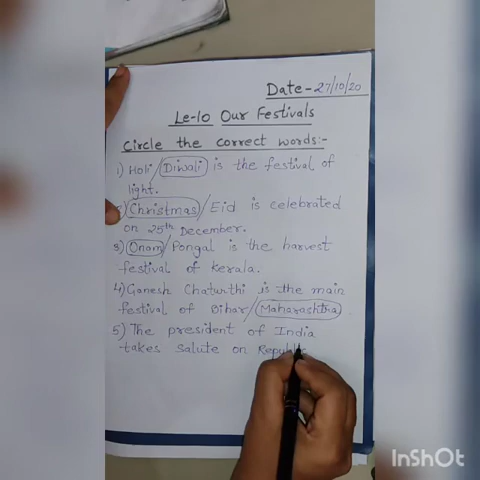 Date-27/10/20
Le-10 Our Festivals
Circle the correct words:-
1) Holi/Diwali is the festival of
light.
2) Christmas/Eid is celebrated
on 25th December.
3) Onam/Pongal is the harvest
festival of Kerala.
4) Ganesh Chaturthi is the main
festival of Bihar/Maharashtra
5) The president of India
takes salute on Republic
InShOt